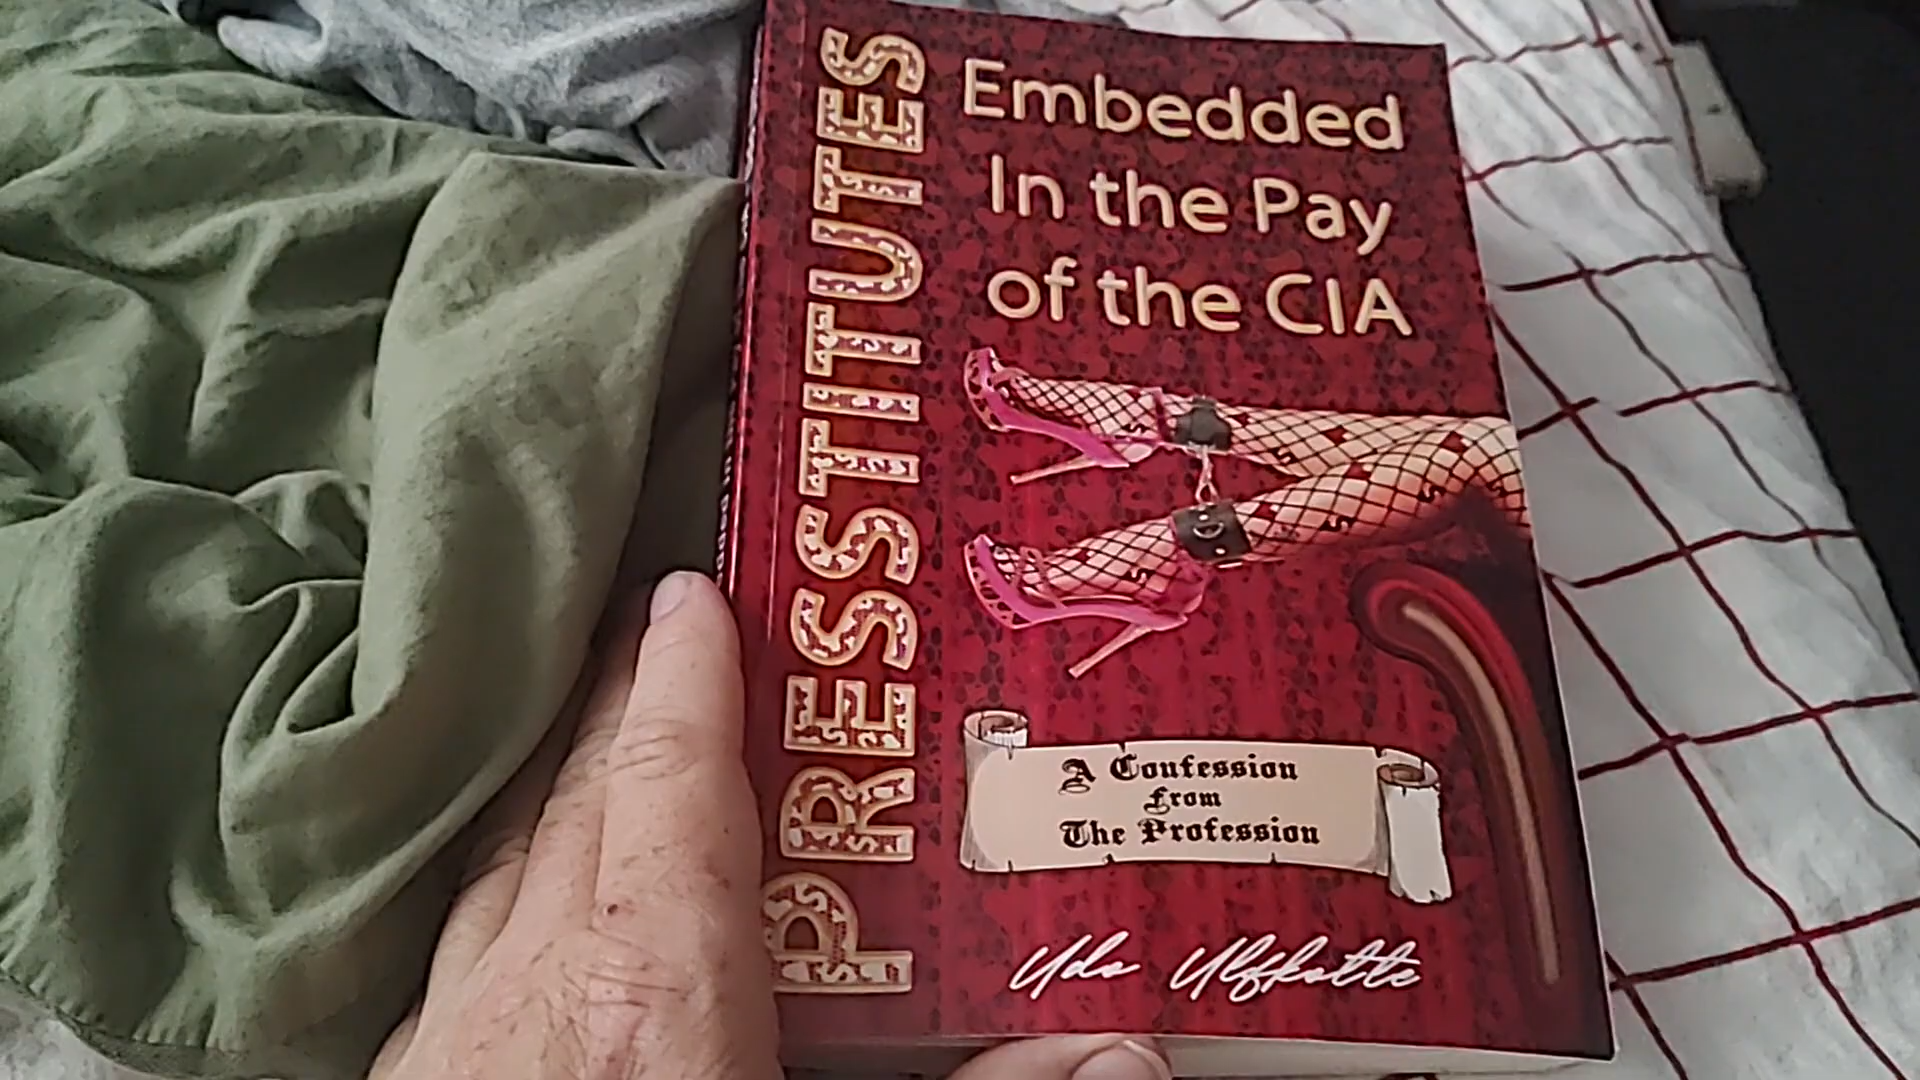 PRESSTITUTES
Embedded
In the Pay
of the CIA
A Confession
from
The Profession
Udo Ulfkotte